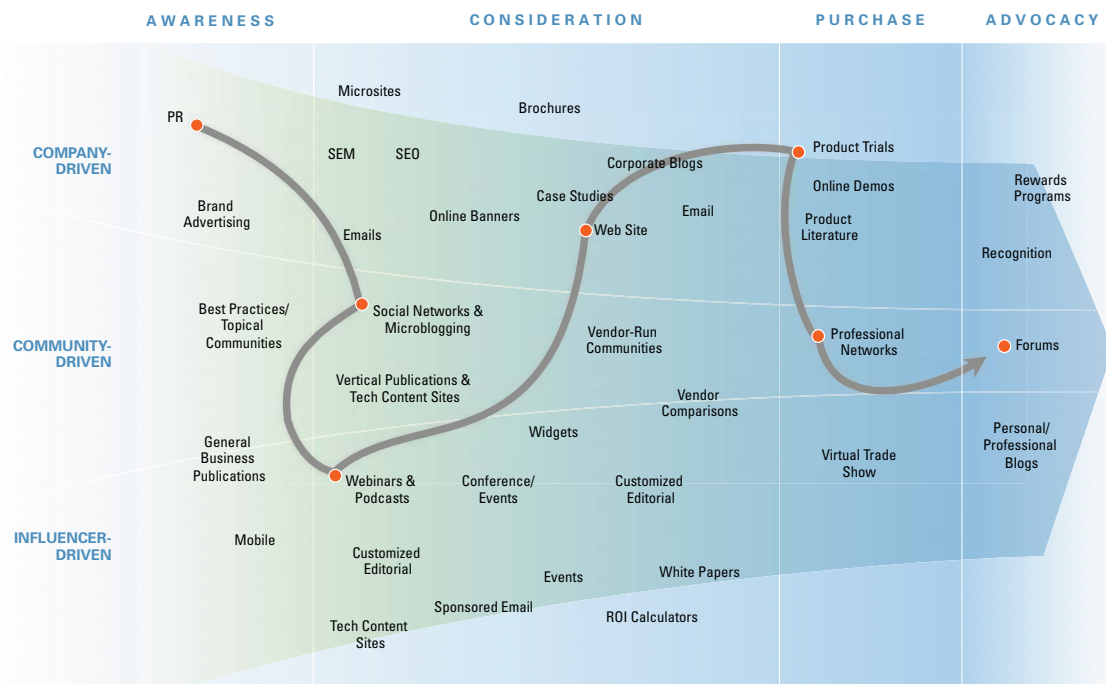 AWARENESS
CONSIDERATION
PURCHASE
ADVOCACY
COMPANY-
DRIVEN
PR
Brand
Advertising
Microsites
Brochures
SEM
SEO
Corporate Blogs
Case Studies
Online Banners
Email
Emails
Web Site
Product Trials
Online Demos
Product
Literature
Rewards
Programs
Recognition
COMMUNITY-
DRIVEN
Best Practices/
Topical
Communities
Social Networks &
Microblogging
Vendor-Run
Communities
Vertical Publications &
Tech Content Sites
Vendor
Comparisons
Professional
Networks
Forums
INFLUENCER-
DRIVEN
General
Business
Publications
Widgets
Webinars &
Podcasts
Conference/
Events
Customized
Editorial
Virtual Trade
Show
Personal/
Professional
Blogs
Mobile
Customized
Editorial
Events
White Papers
Sponsored Email
ROI Calculators
Tech Content
Sites